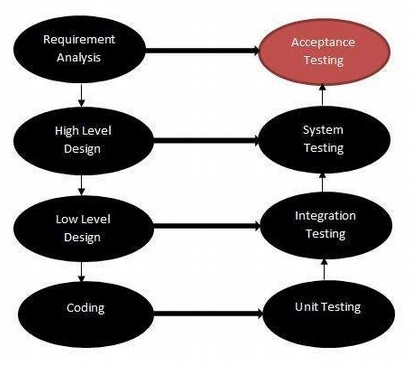 Requirement
Analysis
Acceptance
Testing
High Level
Design
System
Testing
Low Level
Design
Integration
Testing
Coding
Unit Testing